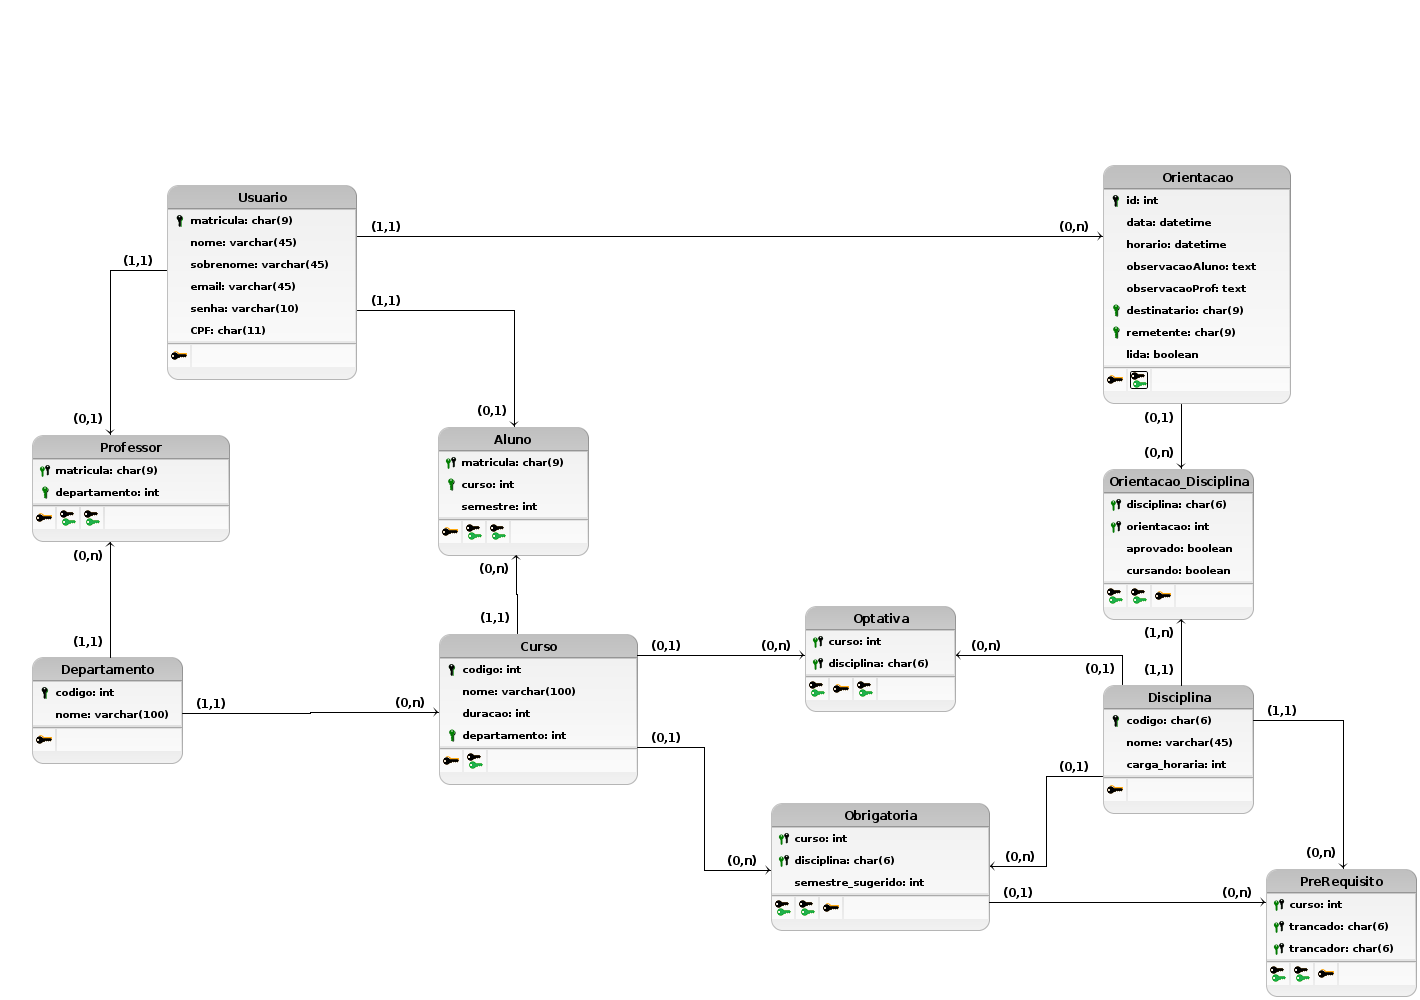 Usuario
matricula: char(9)
nome: varchar(45)
sobrenome: varchar(45)
email: varchar(45)
senha: varchar(10)
CPF: char(11)
(1,1)
(0,n)
(1,1)
(1,1)
(0,1)
(0,1)
Orientacao
id: int
data: datetime
horario: datetime
observacaoAluno: text
observacaoProf: text
destinatario: char(9)
remetente: char(9)
lida: boolean
(0,1)
(0,n)
Professor
matricula: char(9)
departamento: int
(0,n)
(1,1)
Aluno
matricula: char(9)
curso: int
semestre: int
(0,n)
(1,1)
Orientacao_Disciplina
disciplina: char(6)
orientacao: int
aprovado: boolean
cursando: boolean
(1,n)
(1,1)
Departamento
codigo: int
nome: varchar(100)
(1,1)
(0,n)
Curso
codigo: int
nome: varchar(100)
duracao: int
departamento: int
(0,1)
(0,n)
(0,1)
(0,n)
Optativa
curso: int
disciplina: char(6)
(0,n)
(0,1)
Disciplina
codigo: char(6)
nome: varchar(45)
carga_horaria: int
(1,1)
(0,n)
(0,1)
(0,n)
Obrigatoria
curso: int
disciplina: char(6)
semestre_sugerido: int
(0,1)
(0,n)
PreRequisito
curso: int
trancado: char(6)
trancador: char(6)